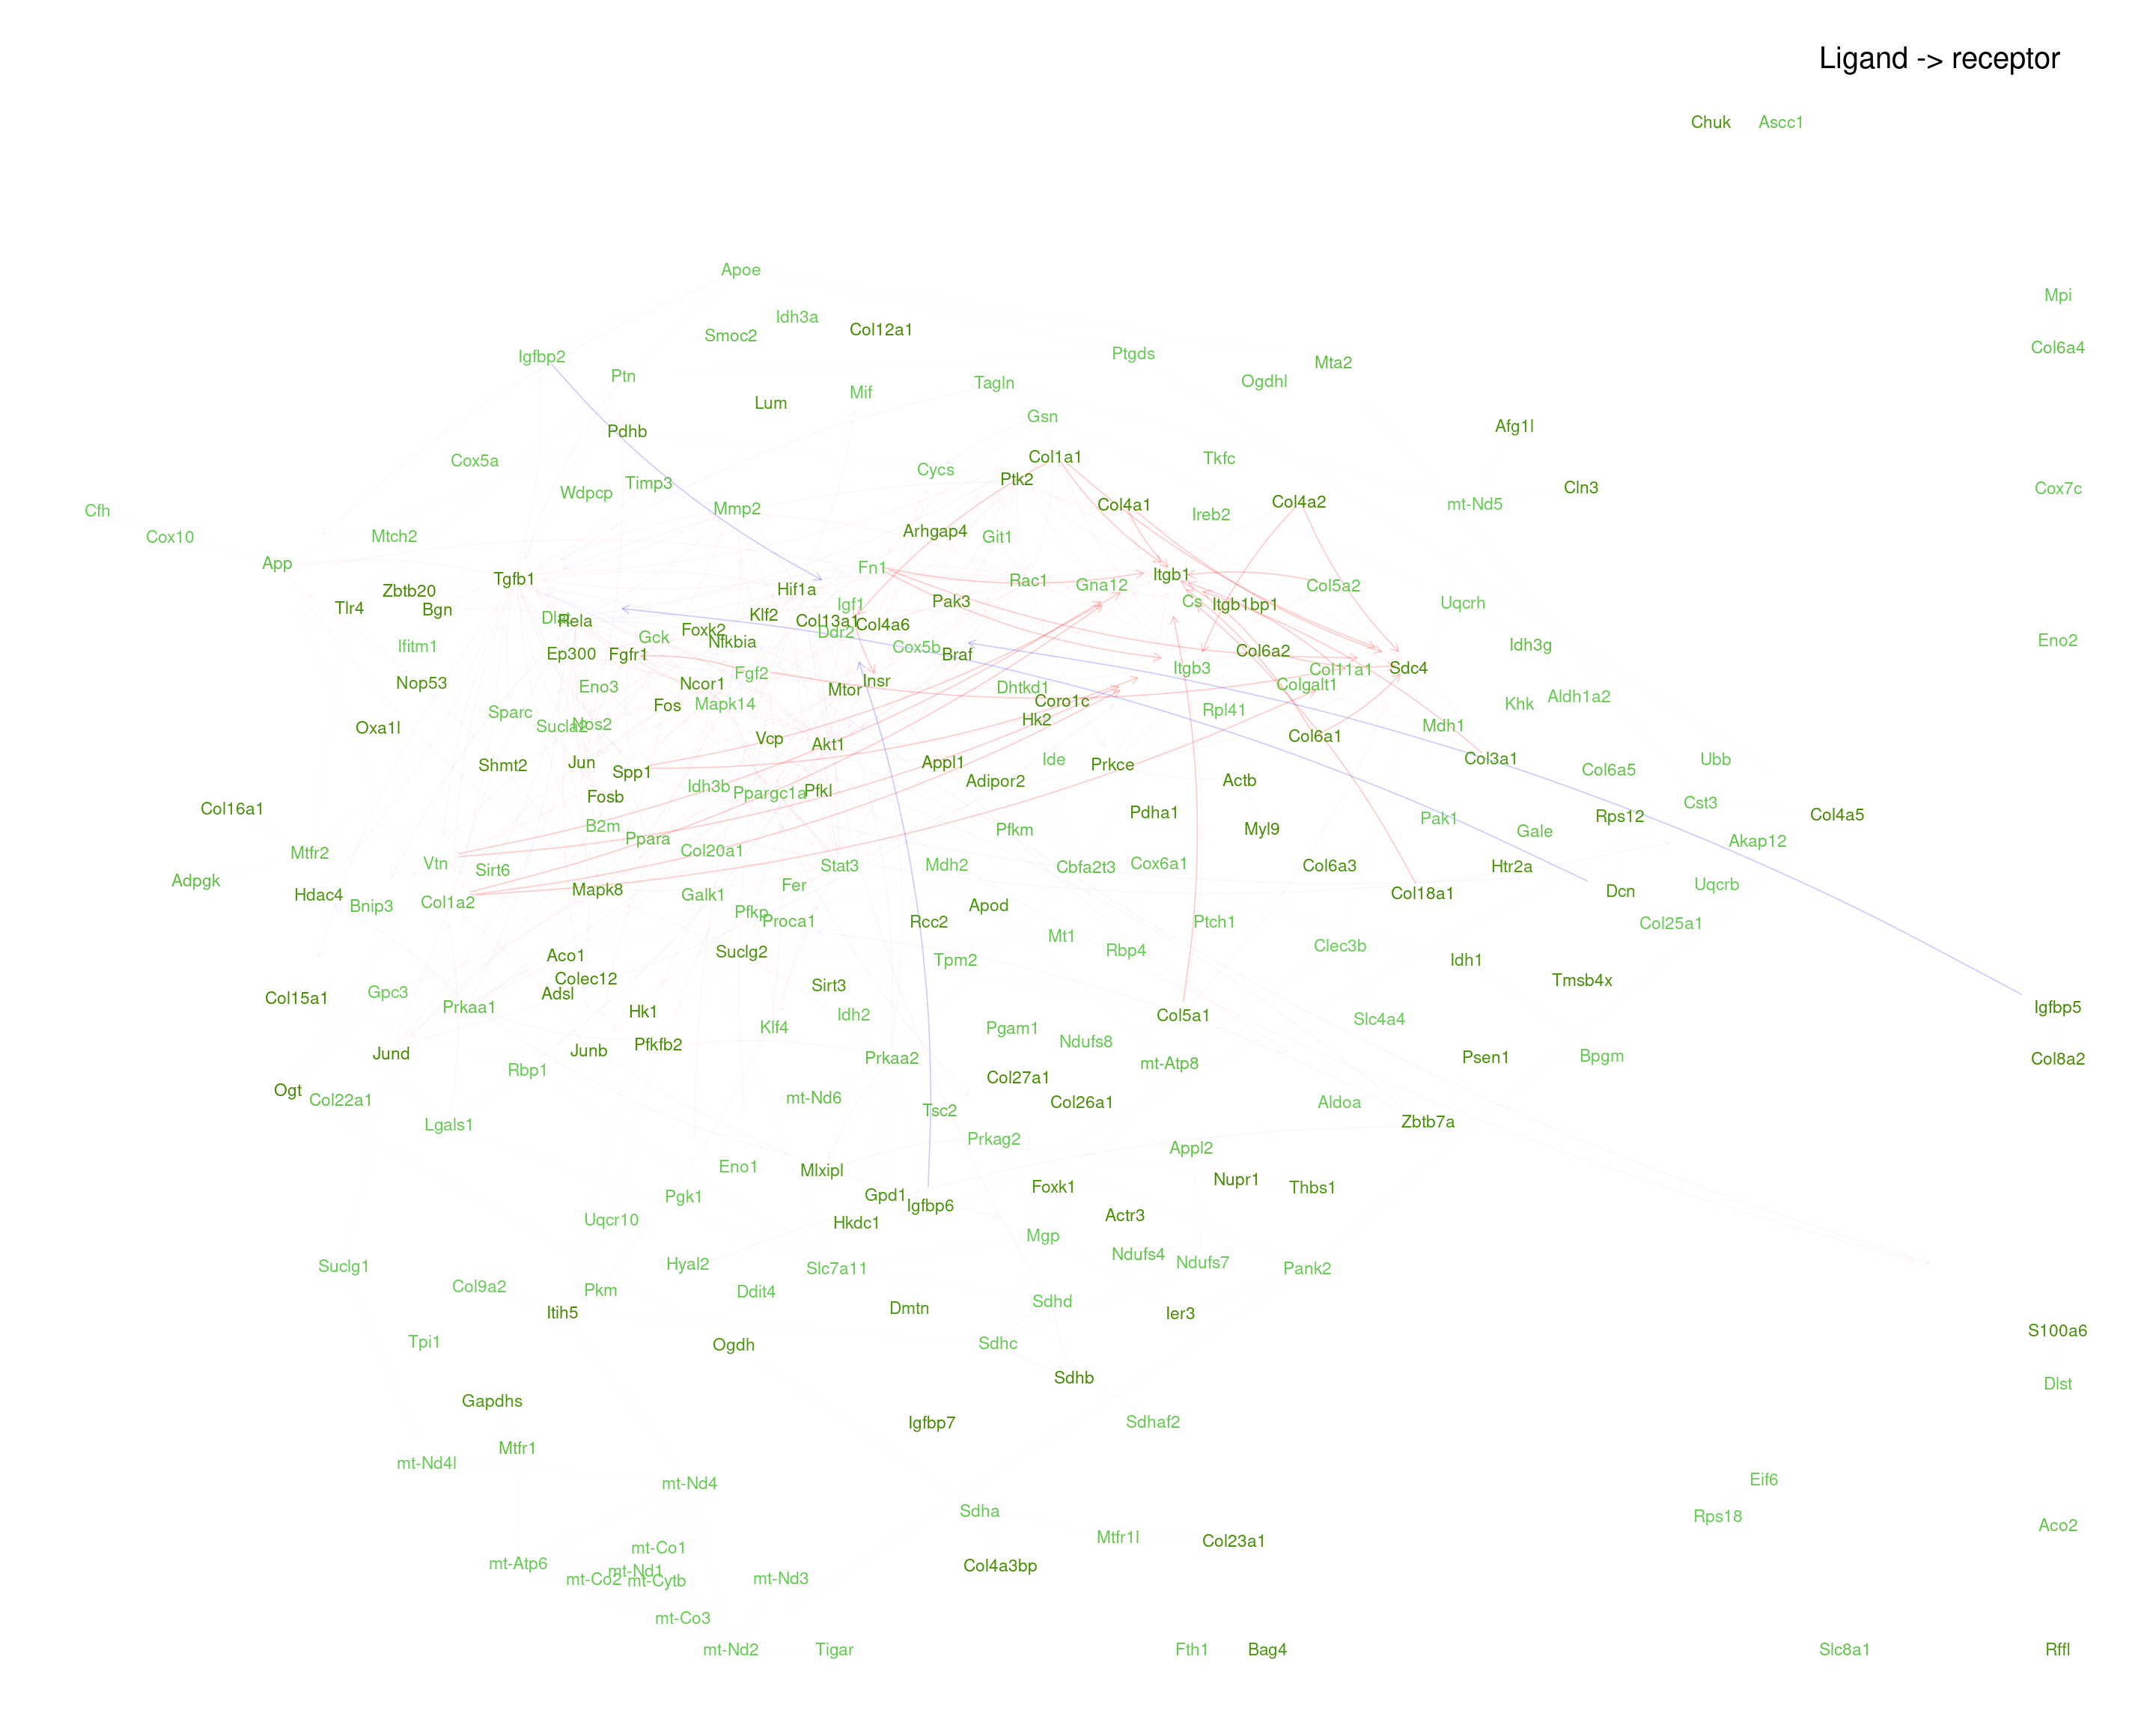 Ligand -> receptor
Chuk Ascc1
Apoe
Mpi
Idh3a
Smoc2 Col12a1
Col6a4
Igfbp2 Ptgds
Mta2
Ptn Tagln Ogdhl
Mif
Lum
Gsn
Pdhb Afg1l
Cox5a Col1a1 Tkfc
Cycs
Timp3 Ptk2 Cln3 Cox7c
Wdpcp
Mmp2 Col4a1 Col4a2 mt-Nd5
Cfh Ireb2
Cox10 Mtch2 Arhgap4 Git1
App Fn1
Tgfb1 Rac1 Gna12 Itgb1 Col5a2
Zbtb20 Hif1a
Tlr4 Bgn Igf1 Pak3 Cs Itgb1bp1 Uqcrh
Dlat Rela Klf2 Col13a1 Col4a6
Foxk2 Ddr2
Ifitm1 Gck Nfkbia Cox5b Idh3g Eno2
Ep300 Fgfr1 Braf Col6a2
Fgf2 Itgb3 Col11a1 Sdc4
Nop53 Eno3 Ncor1 Mtor Insr Dhtkd1 Colgalt1
Fos Mapk14 Coro1c Khk Aldh1a2
Sparc Hk2 Rpl41
Oxa1l Sucla2 Nos2 Mdh1
Vcp Akt1 Col6a1
Shmt2 Jun Spp1 Appl1 Ide Prkce Col3a1 Ubb
Adipor2 Actb Col6a5
Col16a1 Fosb Idh3b Ppargc1a Pfkl Cst3
Pdha1 Rps12 Col4a5
B2m Pfkm Myl9 Pak1 Gale
Ppara Akap12
Mtfr2 Col20a1
Vtn Sirt6 Stat3 Mdh2 Cbfa2t3 Cox6a1 Col6a3 Htr2a
Adpgk Fer Uqcrb
Hdac4 Mapk8 Galk1 Col18a1 Dcn
Bnip3 Col1a2 Pfkp Apod
Proca1 Rcc2 Ptch1 Col25a1
Mt1
Aco1 Suclg2 Tpm2 Rbp4 Clec3b Idh1
Colec12 Sirt3 Tmsb4x
Col15a1 Gpc3 Adsl
Prkaa1 Hk1 Idh2 Col5a1 Slc4a4 Igfbp5
Klf4 Pgam1
Jund Junb Pfkfb2 Ndufs8
Prkaa2 mt-Atp8 Psen1 Bpgm Col8a2
Rbp1 Col27a1
Ogt Col22a1 mt-Nd6 Col26a1 Aldoa
Lgals1 Tsc2 Zbtb7a
Prkag2 Appl2
Eno1 Mlxipl
Pgk1 Gpd1 Igfbp6 Foxk1 Nupr1 Thbs1
Uqcr10 Hkdc1 Actr3
Mgp
Suclg1 Hyal2 Slc7a11 Ndufs4 Ndufs7 Pank2
Col9a2 Pkm Ddit4
Itih5 Dmtn Sdhd Ier3
Tpi1 Ogdh Sdhc S100a6
Sdhb Dlst
Gapdhs
Igfbp7 Sdhaf2
Mtfr1
mt-Nd4l
mt-Nd4 Eif6
Sdha Rps18
Mtfr1l Col23a1 Aco2
mt-Co1
mt-Atp6 mt-Nd1 Col4a3bp
mt-Co2 mt-Cytb mt-Nd3
mt-Co3
mt-Nd2 Tigar Fth1 Bag4 Slc8a1 Rffl